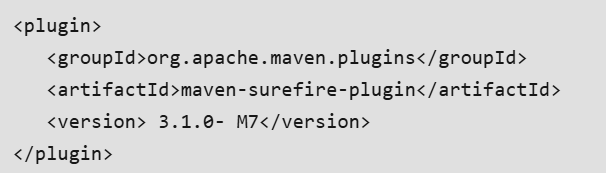 <plugin>
<groupId>org.apache.maven.plugins</groupId>
<artifactId>maven-surefire-plugin</artifactId>
<version> 3.1.0- M7</version>
</plugin>